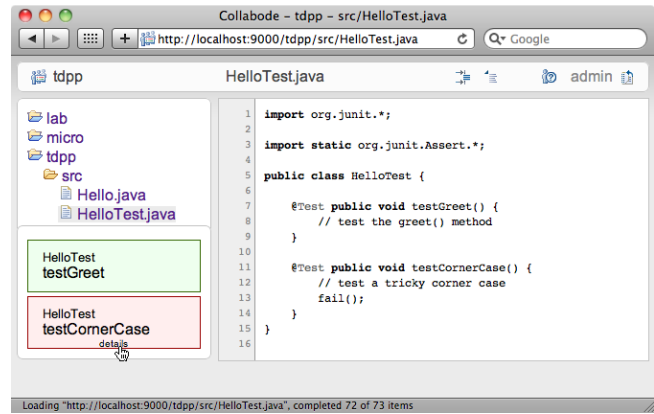 Collabode - tdpp - src/HelloTest.java
http://localhost:9000/tdpp/src/HelloTest.java
Google
tdpp
HelloTest.java
admin
lab
micro
tdpp
src
Hello.java
HelloTest.java
HelloTest
testGreet
HelloTest
testCornerCase
details
1 import org.junit.*;
2
3 import static org.junit.Assert.*;
4
5 public class HelloTest {
6
7 @Test public void testGreet() {
8 // test the greet() method
9 }
10
11 @Test public void testCornerCase() {
12 // test a tricky corner case
13 fail();
14 }
15 }
16
Loading "http://localhost:9000/tdpp/src/HelloTest.java", completed 72 of 73 items